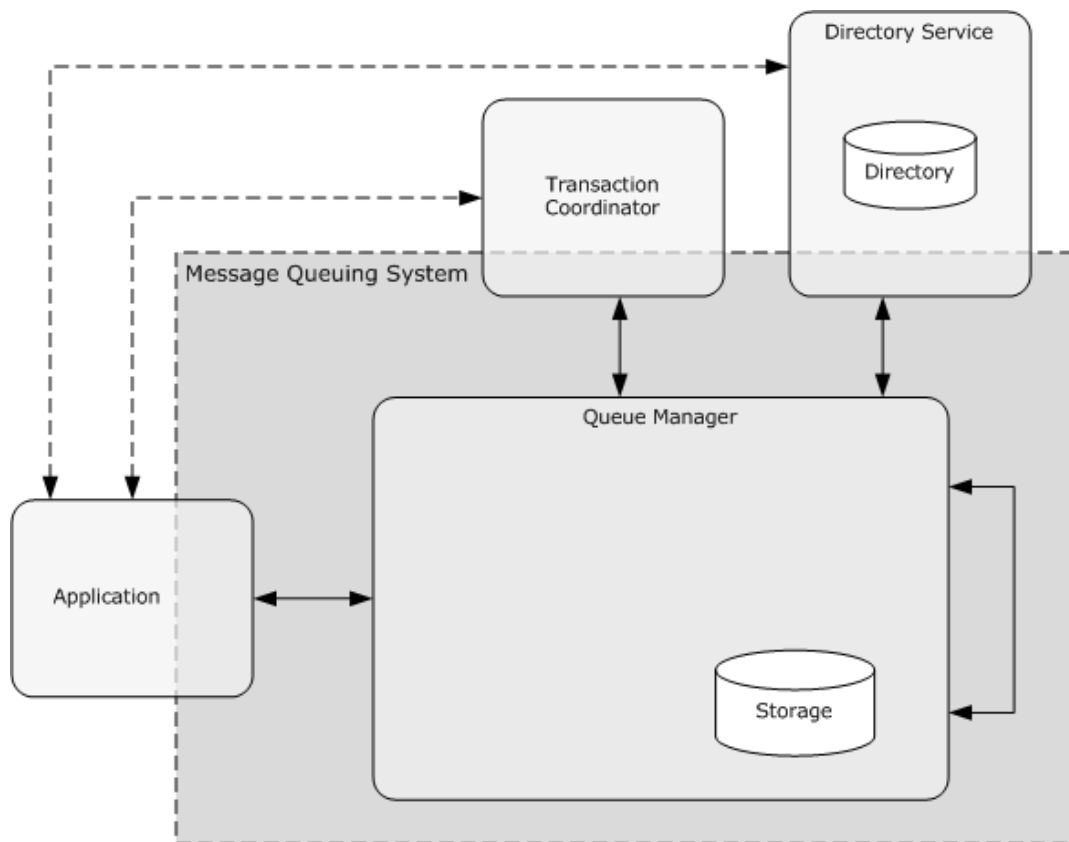 Directory Service
Directory
Transaction
Coordinator
Message Queuing System
Queue Manager
Application
Storage